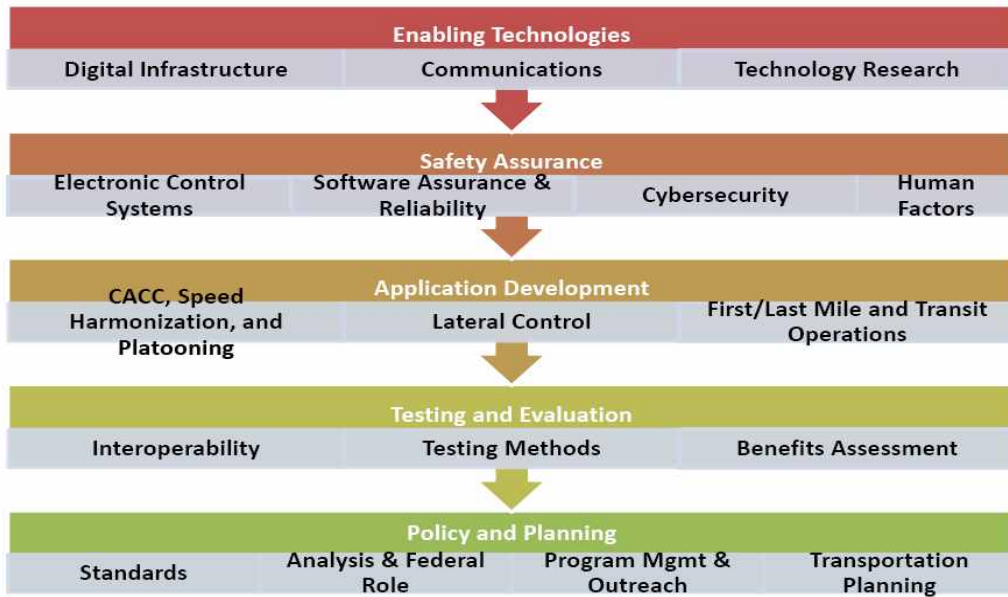 Enabling Technologies
Digital Infrastructure
Communications
Technology Research
Safety Assurance
Electronic Control
Systems
Software Assurance &
Reliability
Cybersecurity
Human
Factors
Application Development
CACC, Speed
Harmonization, and
Platooning
Lateral Control
First/Last Mile and Transit
Operations
Testing and Evaluation
Interoperability
Testing Methods
Benefits Assessment
Policy and Planning
Standards
Analysis & Federal
Role
Program Mgmt &
Outreach
Transportation
Planning